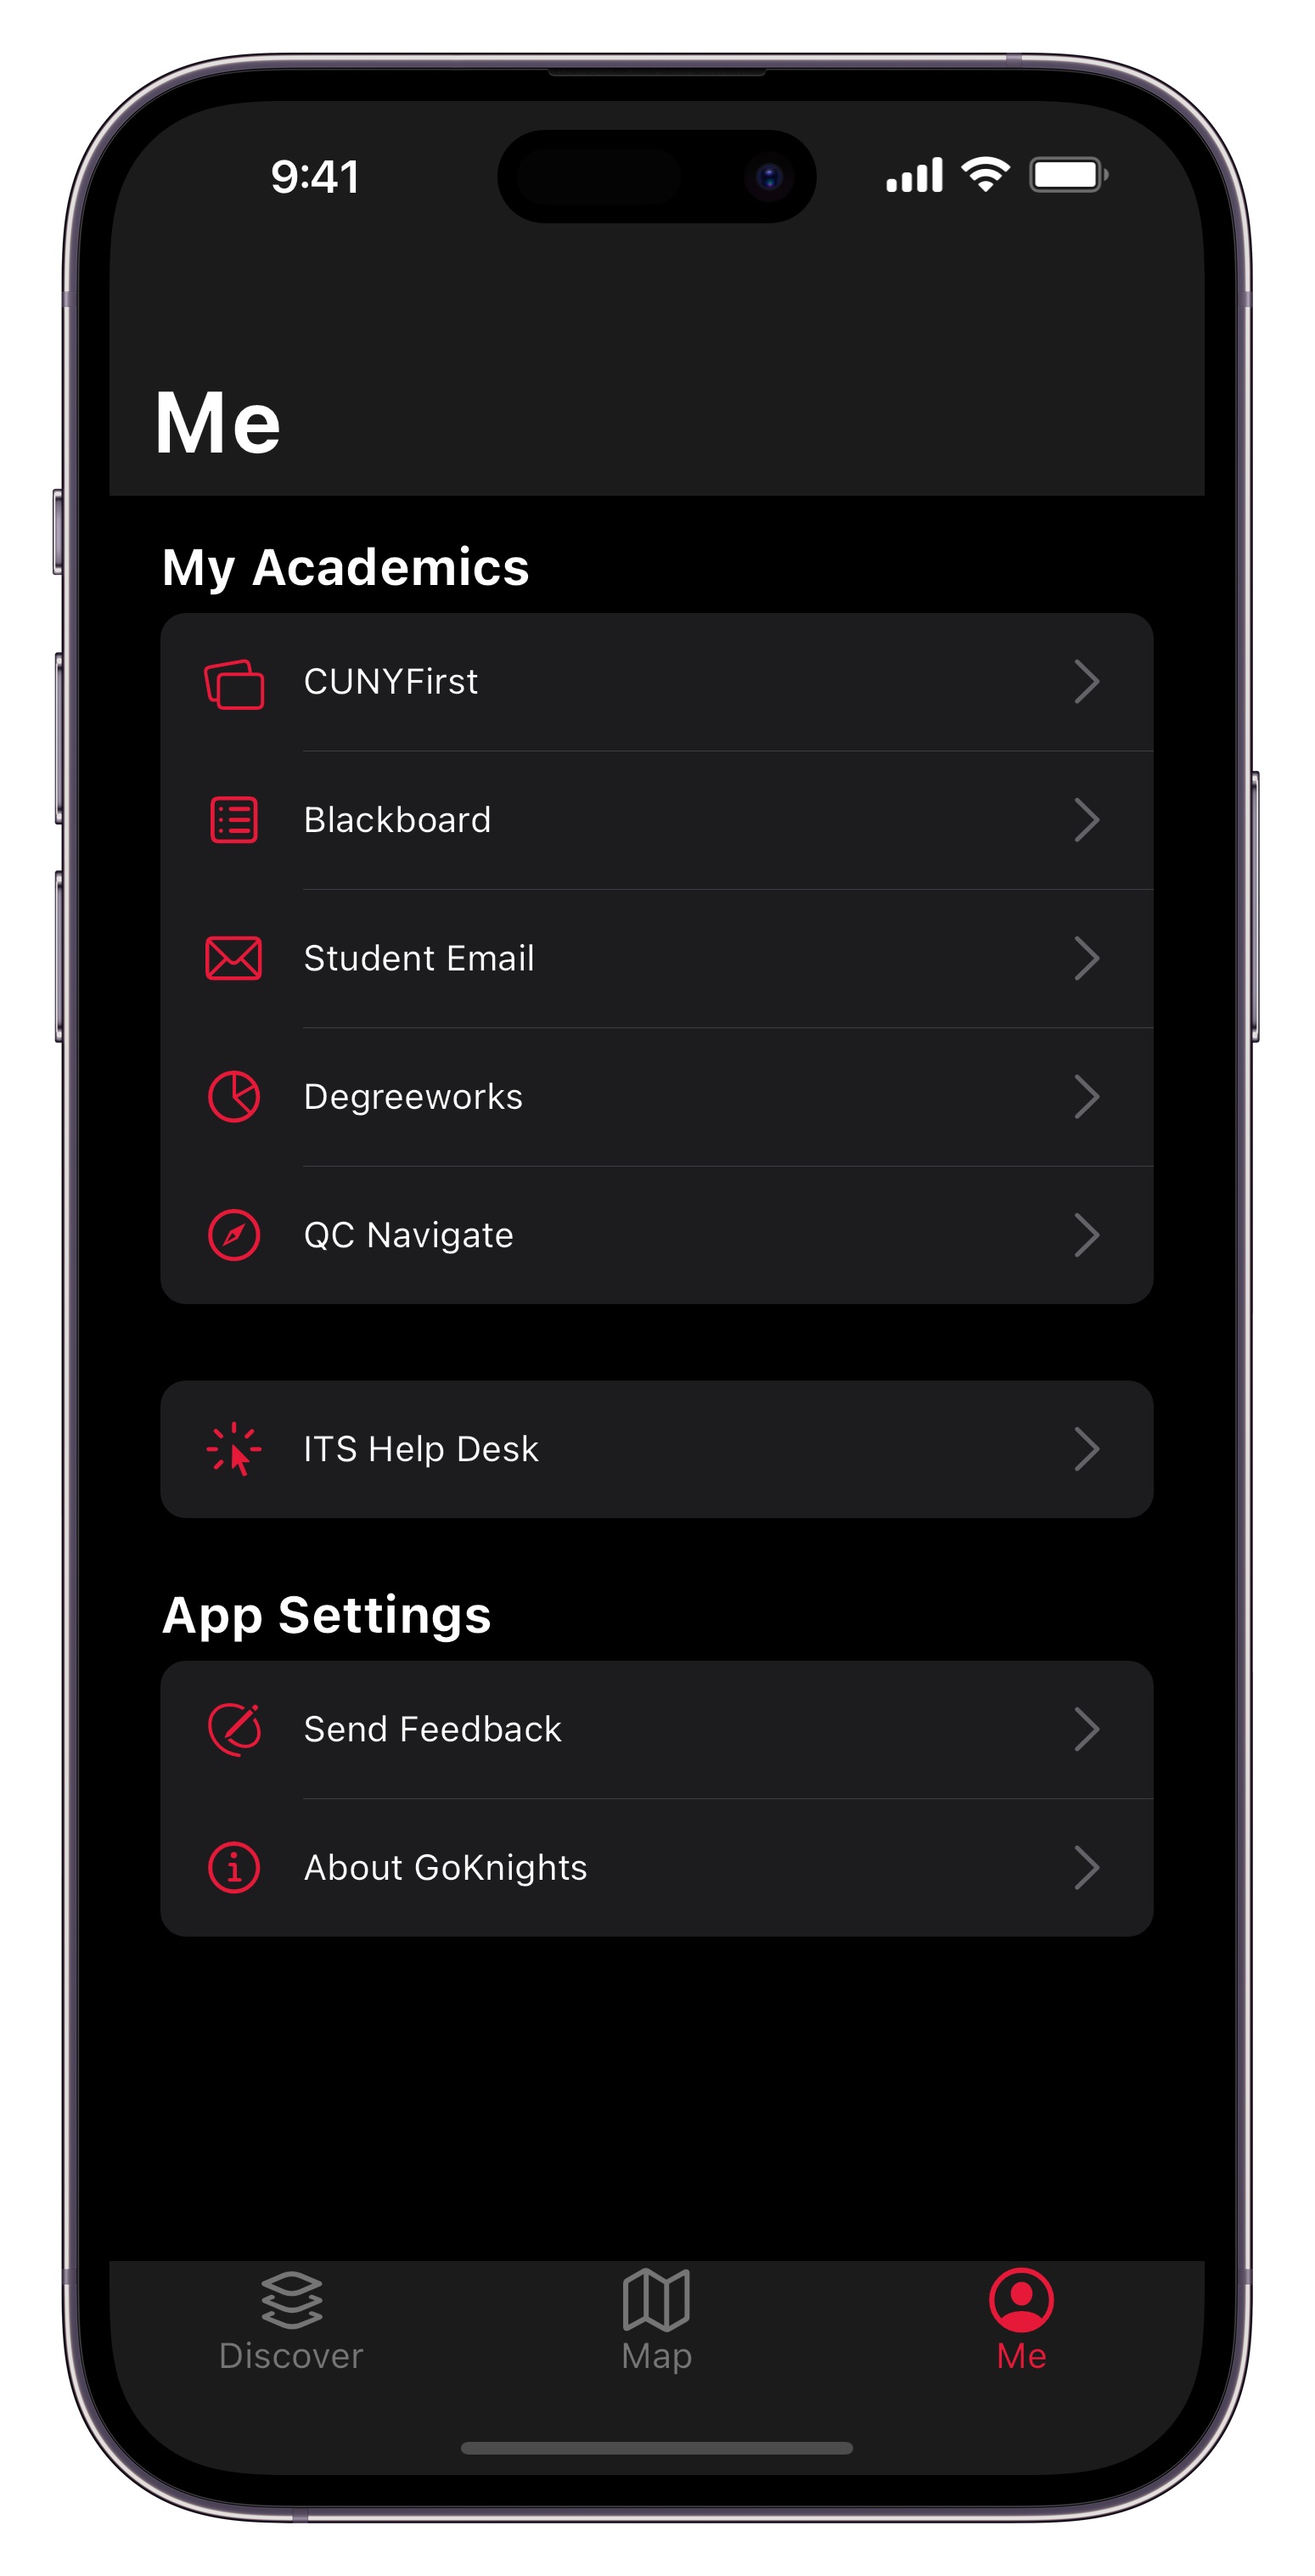 9:41
Me
My Academics
CUNYFirst
Blackboard
Student Email
Degreeworks
QC Navigate
ITS Help Desk
App Settings
Send Feedback
About GoKnights
Discover
Map
Me